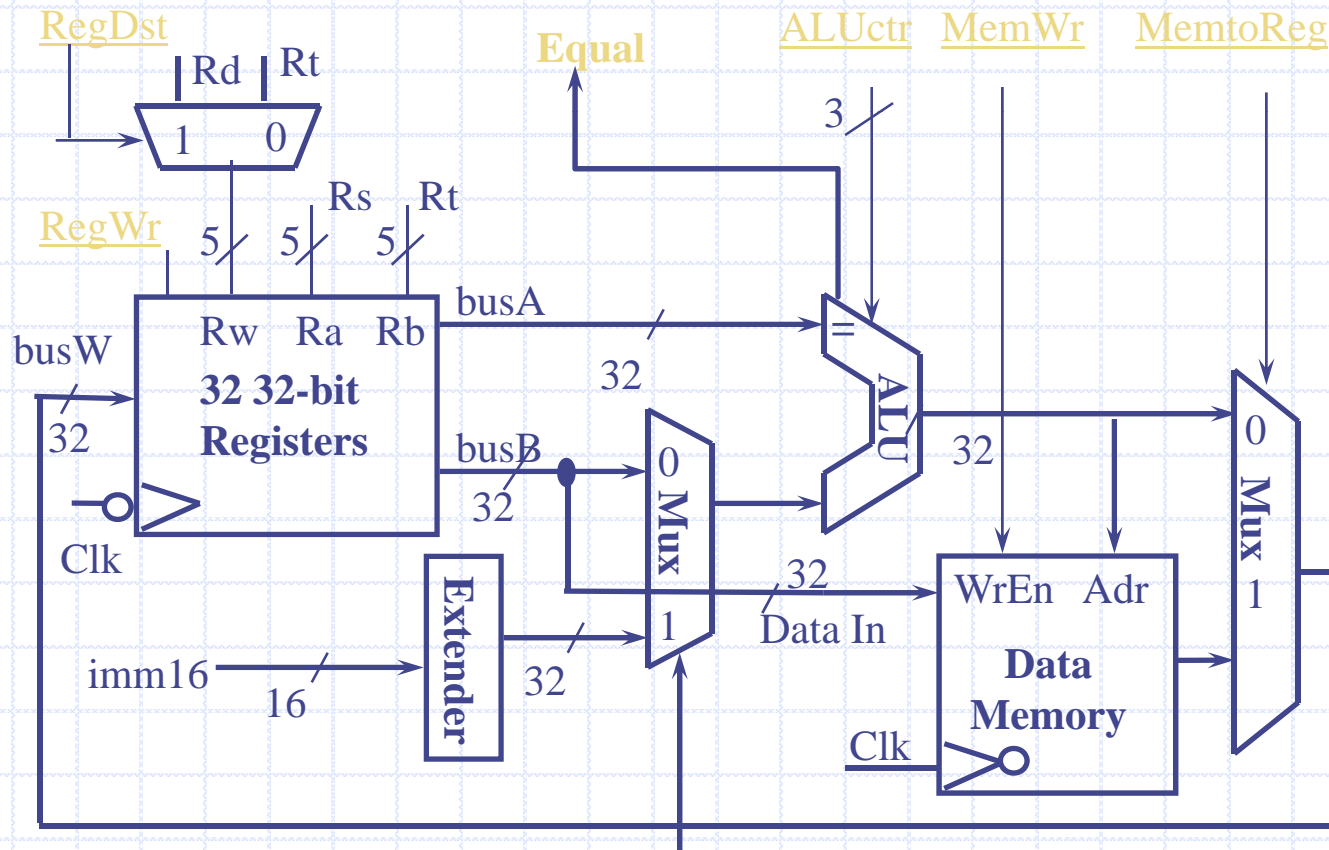 RegDst
ALUctr MemWr MemtoReg
Equal
Rd Rt
3
1 0
Rs Rt
RegWr
5 5 5
busA
Rw Ra Rb
=
busW
32
32 32-bit
Registers
ALU
32
busB
0
32
0
Mux
32
Mux
Clk
Extender
32
WrEn Adr
1
1
Data In
imm16
32
16
Data
Memory
Clk